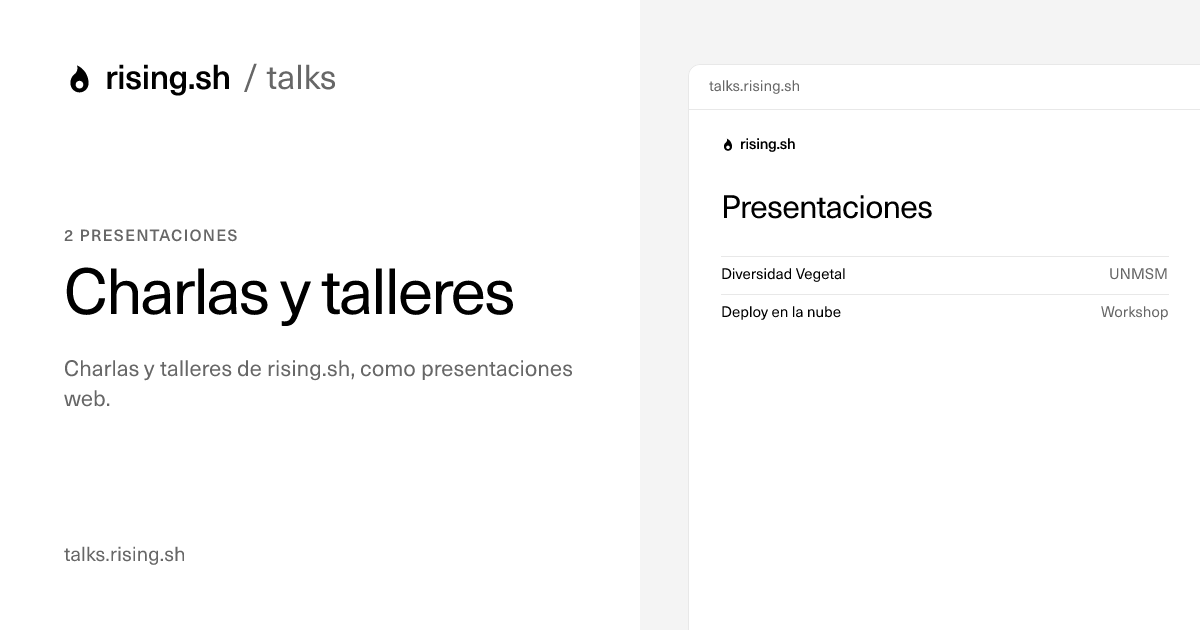 rising.sh / talks
2 PRESENTACIONES
Charlas y talleres
Charlas y talleres de rising.sh, como presentaciones
web.
talks.rising.sh
talks.rising.sh
rising.sh
Presentaciones
Diversidad Vegetal UNMSM
Deploy en la nube Workshop